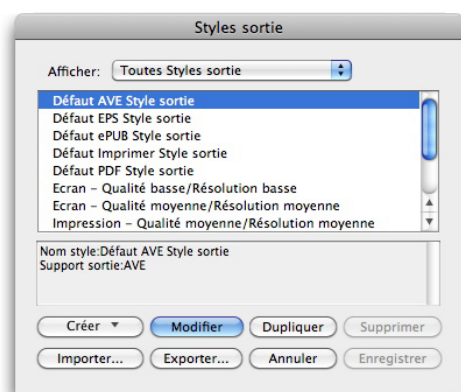 Styles sortie
Afficher: Toutes Styles sortie
Défaut AVE Style sortie
Défaut EPS Style sortie
Défaut ePUB Style sortie
Défaut Imprimer Style sortie
Défaut PDF Style sortie
Ecran – Qualité basse/Résolution basse
Ecran – Qualité moyenne/Résolution moyenne
Impression – Qualité moyenne/Résolution moyenne
Nom style:Défaut AVE Style sortie
Support sortie:AVE
Créer Modifier Dupliquer Supprimer
Importer... Exporter... Annuler Enregistrer